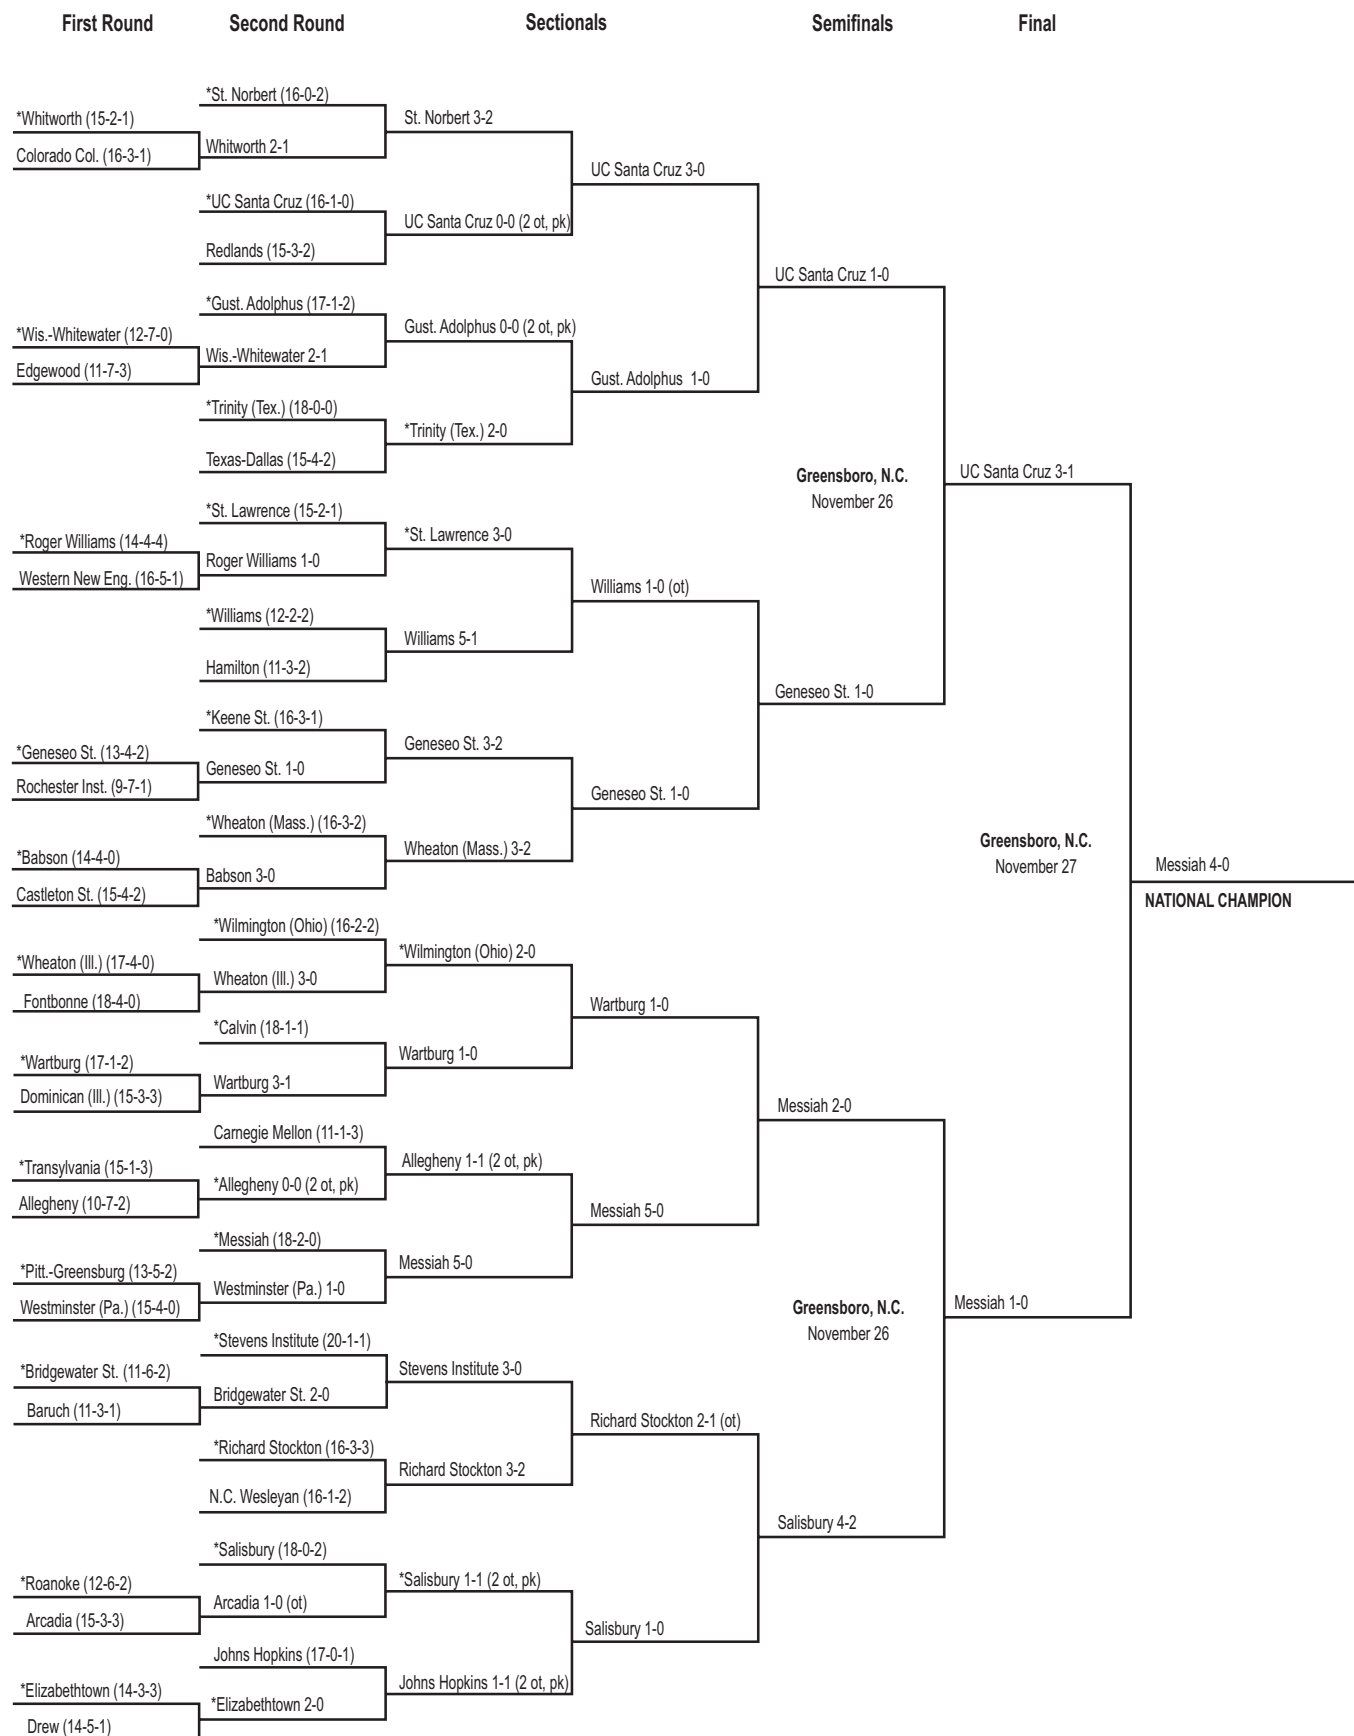 First Round
Second Round
Sectionals
Semifinals
Final
*Whitworth (15-2-1)
Colorado Col. (16-3-1)
*Wis.-Whitewater (12-7-0)
Edgewood (11-7-3)
*Roger Williams (14-4-4)
Western New Eng. (16-5-1)
*Geneseo St. (13-4-2)
Rochester Inst. (9-7-1)
*Babson (14-4-0)
Castleton St. (15-4-2)
*Wheaton (Ill.) (17-4-0)
Fontbonne (18-4-0)
*Wartburg (17-1-2)
Dominican (Ill.) (15-3-3)
*Transylvania (15-1-3)
Allegheny (10-7-2)
*Pitt.-Greensburg (13-5-2)
Westminster (Pa.) (15-4-0)
*Bridgewater St. (11-6-2)
Baruch (11-3-1)
*Roanoke (12-6-2)
Arcadia (15-3-3)
*Elizabethtown (14-3-3)
Drew (14-5-1)
*St. Norbert (16-0-2)
Whitworth 2-1
*UC Santa Cruz (16-1-0)
Redlands (15-3-2)
*Gust. Adolphus (17-1-2)
Wis.-Whitewater 2-1
*Trinity (Tex.) (18-0-0)
Texas-Dallas (15-4-2)
*St. Lawrence (15-2-1)
Roger Williams 1-0
*Williams (12-2-2)
Hamilton (11-3-2)
*Keene St. (16-3-1)
Geneseo St. 1-0
*Wheaton (Mass.) (16-3-2)
Babson 3-0
*Wilmington (Ohio) (16-2-2)
Wheaton (Ill.) 3-0
*Calvin (18-1-1)
Wartburg 3-1
Carnegie Mellon (11-1-3)
*Allegheny 0-0 (2 ot, pk)
*Messiah (18-2-0)
Westminster (Pa.) 1-0
*Stevens Institute (20-1-1)
Bridgewater St. 2-0
*Richard Stockton (16-3-3)
N.C. Wesleyan (16-1-2)
*Salisbury (18-0-2)
Arcadia 1-0 (ot)
Johns Hopkins (17-0-1)
*Elizabethtown 2-0
St. Norbert 3-2
UC Santa Cruz 0-0 (2 ot, pk)
Gust. Adolphus 0-0 (2 ot, pk)
*Trinity (Tex.) 2-0
*St. Lawrence 3-0
Williams 5-1
Geneseo St. 3-2
Wheaton (Mass.) 3-2
*Wilmington (Ohio) 2-0
Wartburg 1-0
Allegheny 1-1 (2 ot, pk)
Messiah 5-0
Stevens Institute 3-0
Richard Stockton 3-2
*Salisbury 1-1 (2 ot, pk)
Johns Hopkins 1-1 (2 ot, pk)
UC Santa Cruz 3-0
Gust. Adolphus 1-0
Williams 1-0 (ot)
Geneseo St. 1-0
Wartburg 1-0
Messiah 5-0
Richard Stockton 2-1 (ot)
Salisbury 1-0
UC Santa Cruz 1-0
Greensboro, N.C.
November 26
Geneseo St. 1-0
Messiah 2-0
Greensboro, N.C.
November 26
Salisbury 4-2
UC Santa Cruz 3-1
Greensboro, N.C.
November 27
Messiah 1-0
Messiah 4-0
NATIONAL CHAMPION